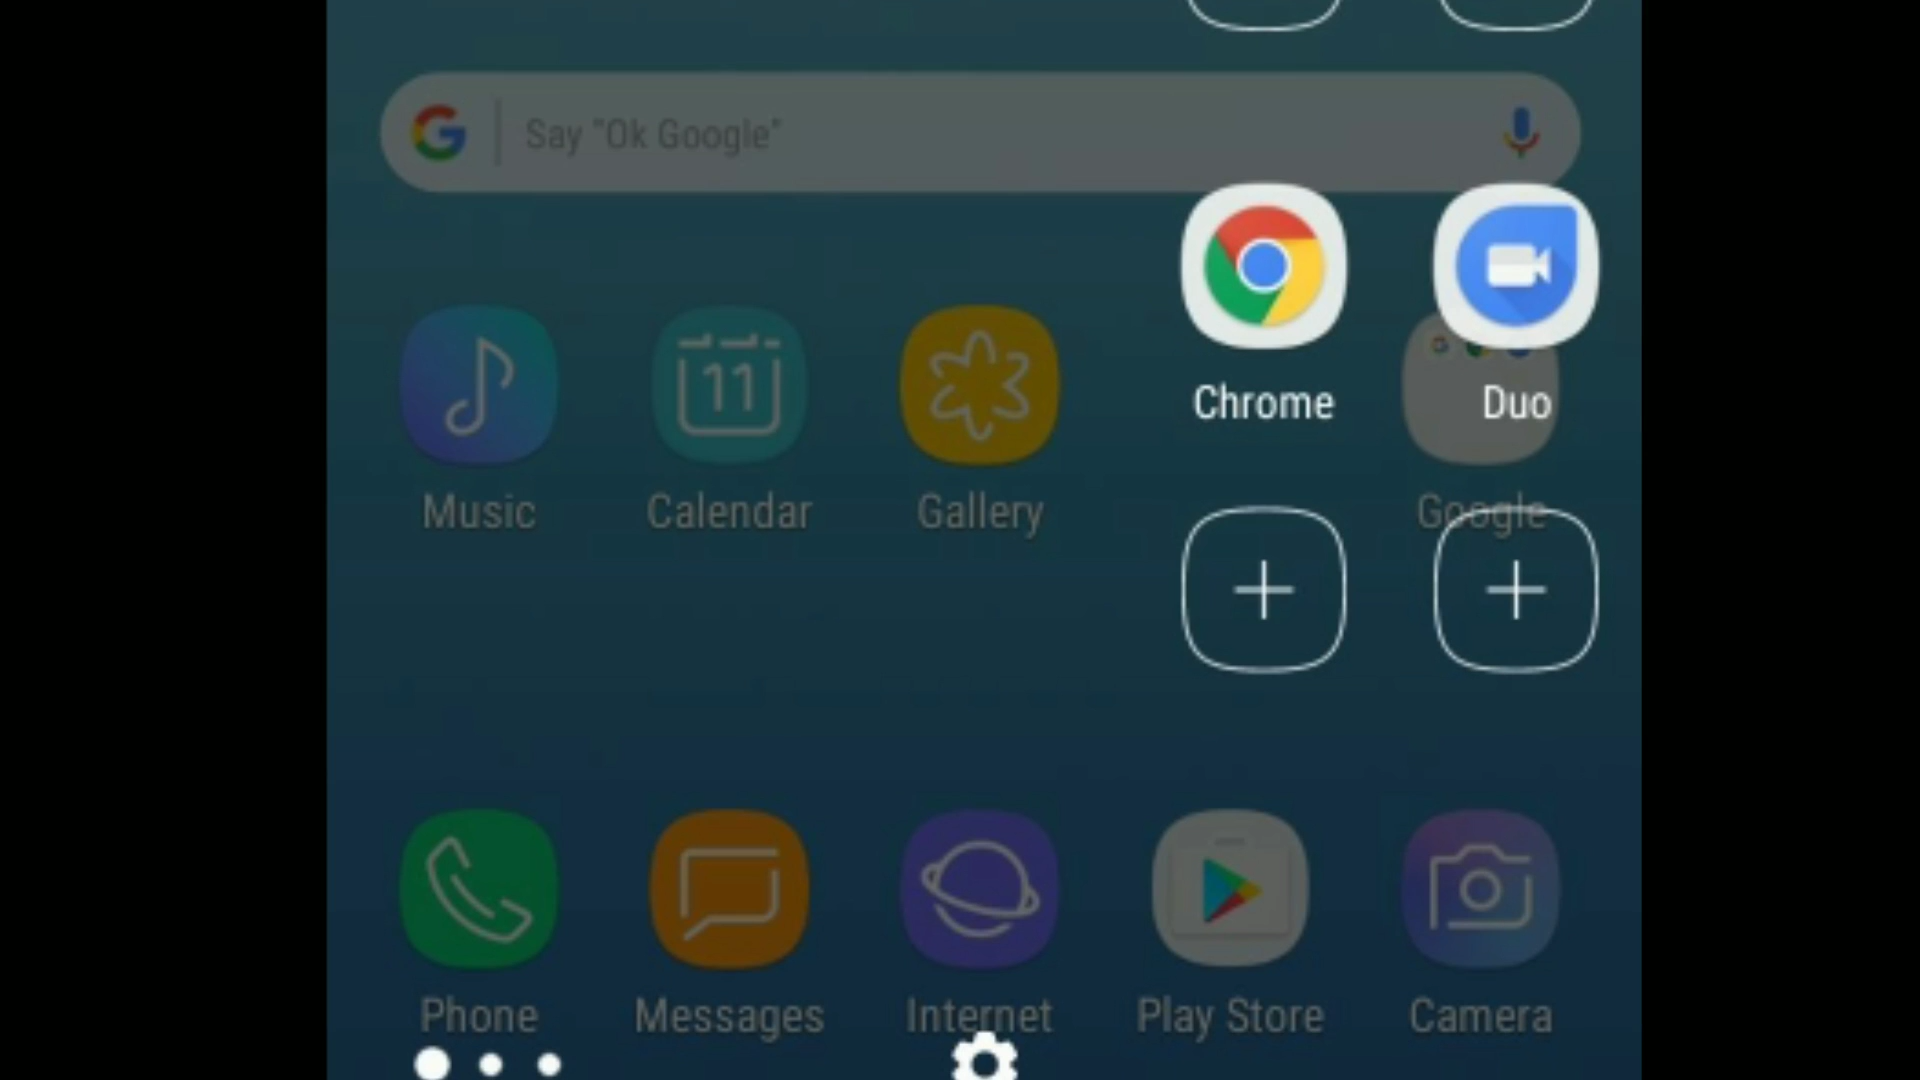 Say "Ok Google"
Chrome
Duo
Music
Calendar
11
Gallery
Google
Phone
Messages
Internet
Play Store
Camera